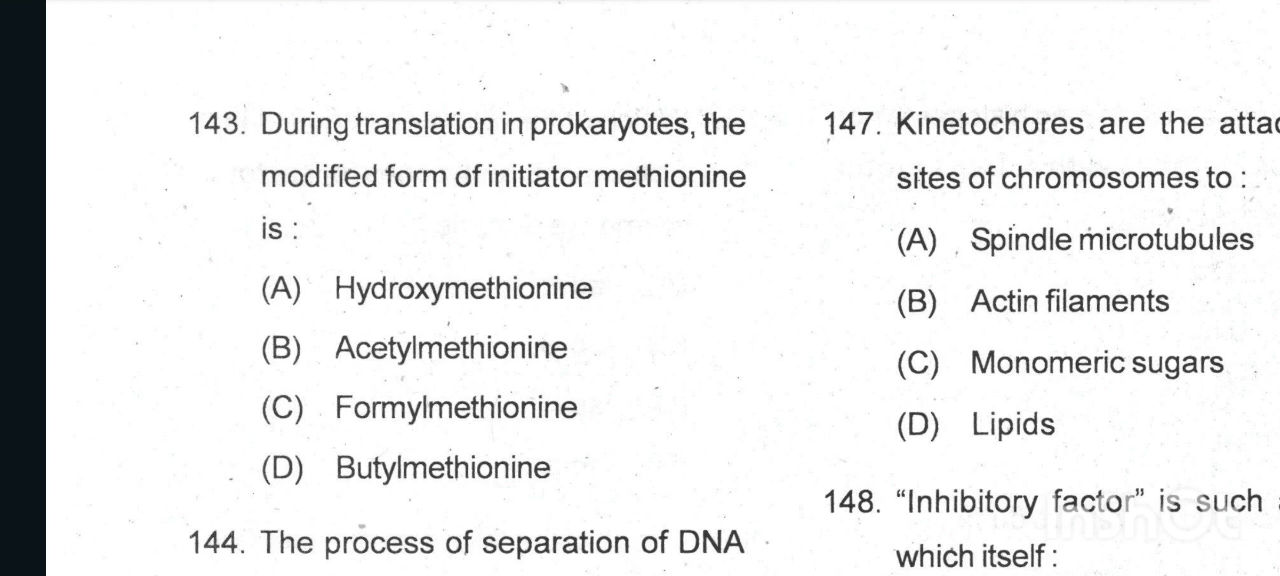 143. During translation in prokaryotes, the
modified form of initiator methionine
is :
(A) Hydroxymethionine
(B) Acetylmethionine
(C) Formylmethionine
(D) Butylmethionine
144. The process of separation of DNA
147. Kinetochores are the
sites of chromosomes to :
(A) Spindle microtubules
(B) Actin filaments
(C) Monomeric sugars
(D) Lipids
148. “Inhibitory factor” is such
which itself :